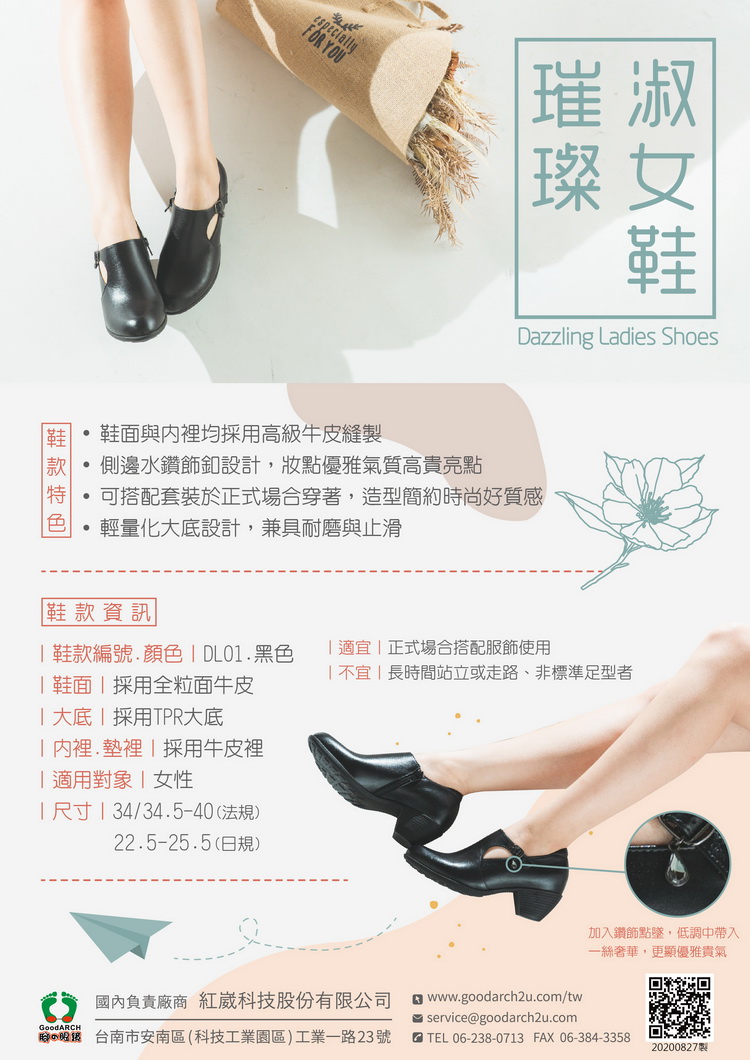 especially
FOR YOU
淑女鞋
璀璨
Dazzling Ladies Shoes
鞋款特色
• 鞋面與內裡均採用高級牛皮縫製
• 側邊水鑽飾釦設計，妝點優雅氣質高貴亮點
• 可搭配套裝於正式場合穿著，造型簡約時尚好質感
• 輕量化大底設計，兼具耐磨與止滑
鞋款資訊
| 鞋款編號.顏色 | DL01.黑色
| 鞋面 | 採用全粒面牛皮
| 大底 | 採用TPR大底
| 內裡.墊裡 | 採用牛皮裡
| 適用對象 | 女性
| 尺寸 | 34/34.5-40(法規)
22.5-25.5(日規)
| 適宜 | 正式場合搭配服飾使用
| 不宜 | 長時間站立或走路、非標準足型者
加入鑽飾點墜，低調中帶入
一絲奢華，更顯優雅貴氣
GoodARCH
腳の眼鏡
國內負責廠商 紅崴科技股份有限公司
台南市安南區(科技工業園區)工業一路23號
www.goodarch2u.com/tw
service@goodarch2u.com
TEL 06-238-0713 FAX 06-384-3358
20200827製